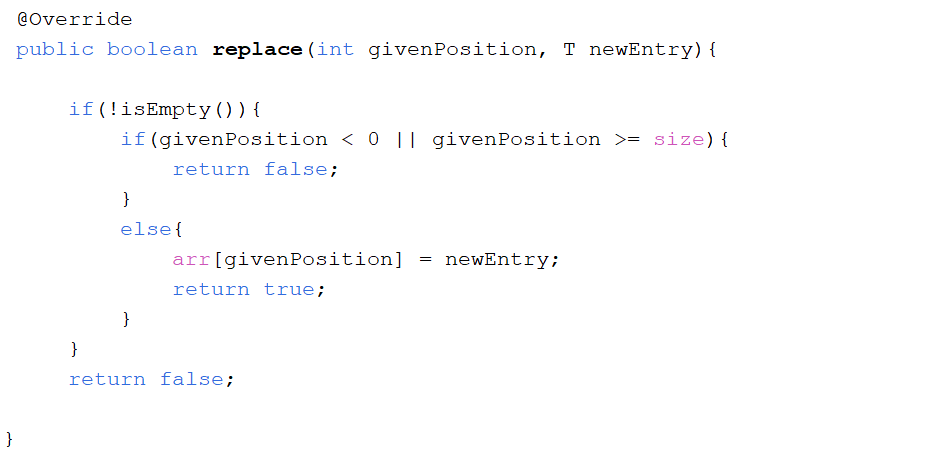 @Override
public boolean replace(int givenPosition, T newEntry){
if(!isEmpty()){
if(givenPosition < 0 || givenPosition >= size){
return false;
}
else{
arr[givenPosition] = newEntry;
return true;
}
}
return false;
}